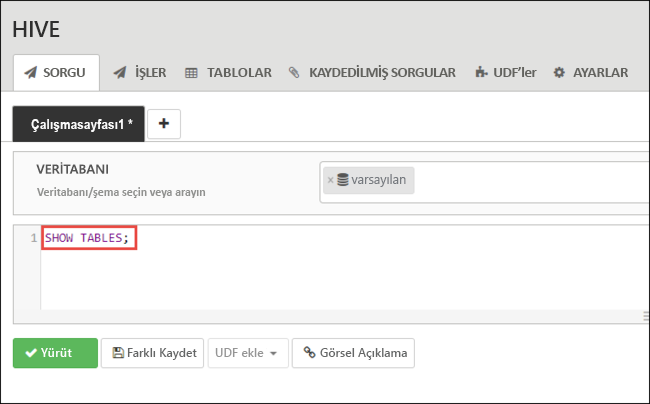 HIVE
SORGU İŞLER TABLOLAR KAYDEDİLMİŞ SORGULAR UDF'ler AYARLAR
Çalışmasayfası1 * +
VERİTABANI
Veritabanı/şema seçin veya arayın
× varsayılan
1 SHOW TABLES;
Yürüt Farklı Kaydet UDF ekle Görsel Açıklama